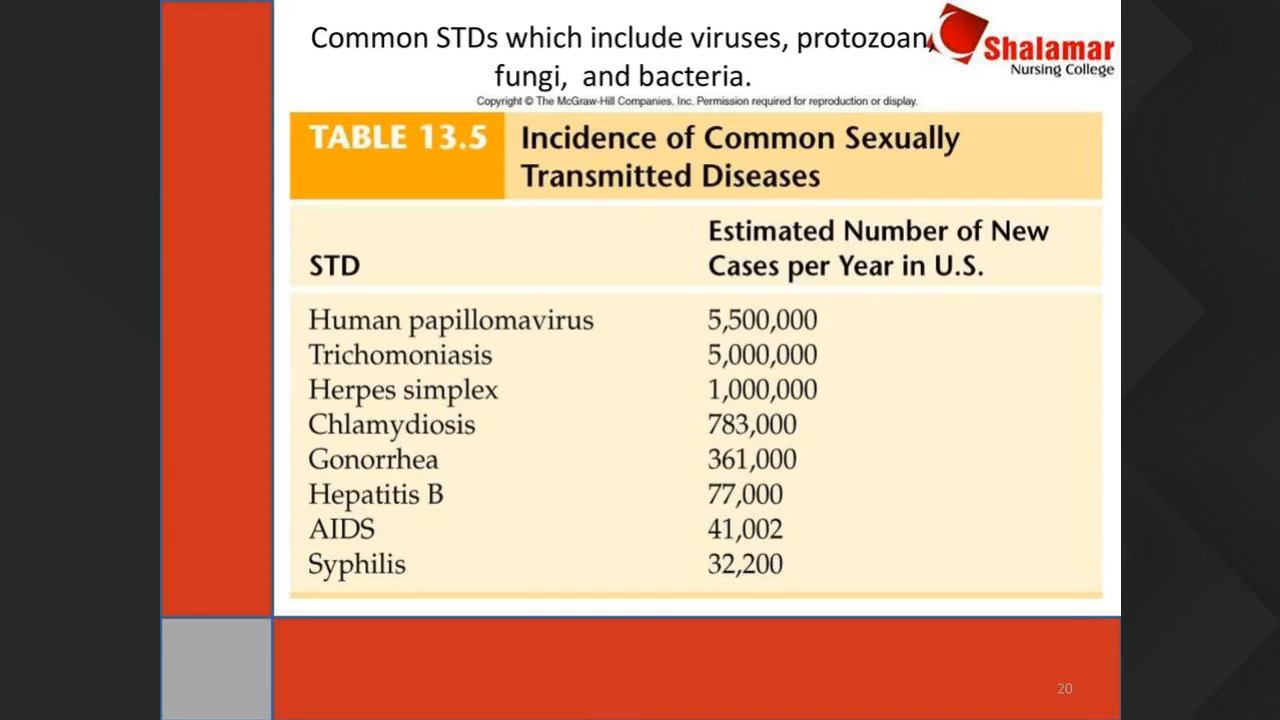 Common STDs which include viruses, protozoan,
fungi, and bacteria.
Shalamar
Nursing College
Copyright © The McGraw-Hill Companies, Inc. Permission required for reproduction or display.
TABLE 13.5 Incidence of Common Sexually
Transmitted Diseases
Estimated Number of New
STD Cases per Year in U.S.
Human papillomavirus 5,500,000
Trichomoniasis 5,000,000
Herpes simplex 1,000,000
Chlamydiosis 783,000
Gonorrhea 361,000
Hepatitis B 77,000
AIDS 41,002
Syphilis 32,200
20